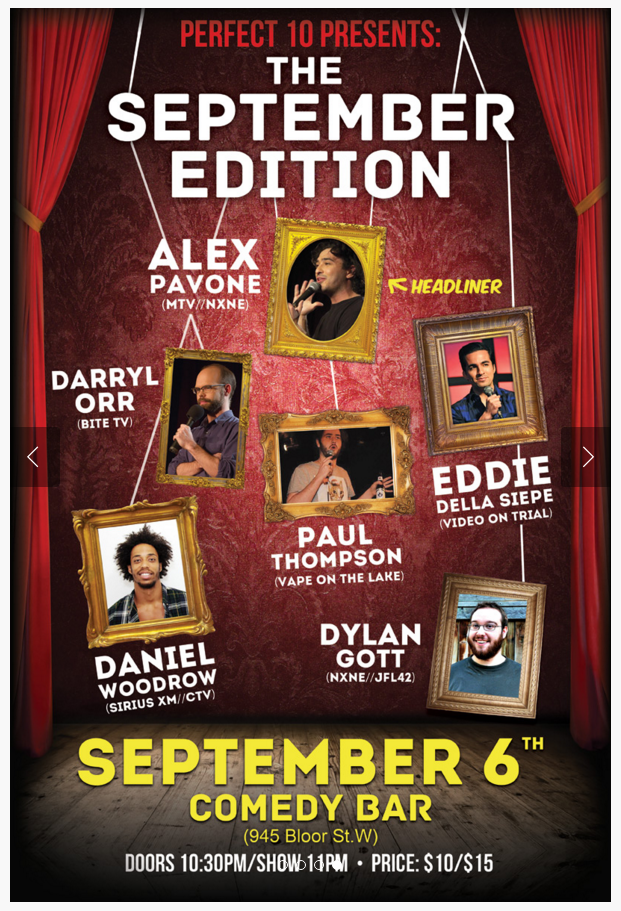 PERFECT 10 PRESENTS:
THE
SEPTEMBER
EDITION
ALEX
PAVONE
(MTV//NXNE)
HEADLINER
DARRYL
ORR
(BITE TV)
EDDIE
DELLA SIEPE
(VIDEO ON TRIAL)
PAUL
THOMPSON
(VAPE ON THE LAKE)
DANIEL
WOODROW
(SIRIUS XM//CTV)
DYLAN
GOTT
(NXNE//JFL42)
SEPTEMBER 6TH
COMEDY BAR
(945 Bloor St.W)
DOORS 10:30PM/SHOW 11PM • PRICE: $10/$15